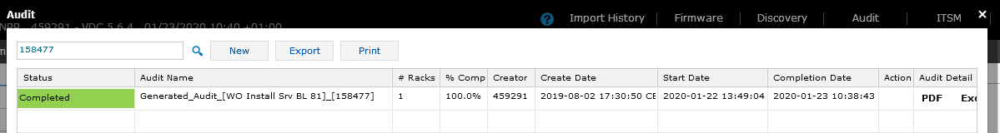 Audit
459291 - VDC 5.6.4 01/23/2020 10:40 +01:00
? Import History Firmware Discovery Audit ITSM
158477 New Export Print
Status Audit Name # Racks % Comp Creator Create Date Start Date Completion Date Action Audit Detail
Completed Generated_Audit_[WO Install Srv BL 81]_[158477] 1 100.0% 459291 2019-08-02 17:30:50 CE 2020-01-22 13:49:04 2020-01-23 10:38:43 PDF Exc